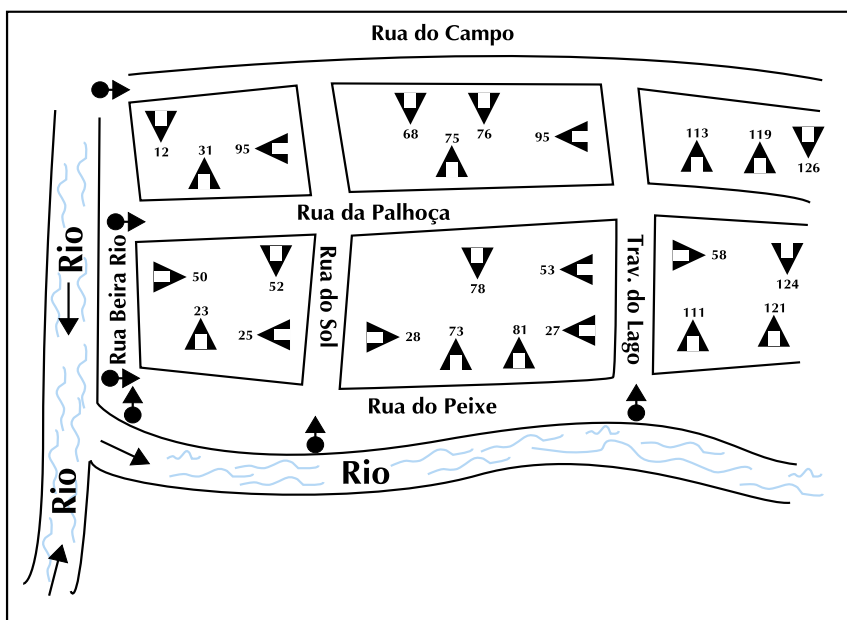 Rua do Campo
68
76
12
31
95
75
95
113
119
126
Rua da Palhoça
Rio
Rua Beira Rio
50
52
Rua do Sol
78
53
Trav. do Lago
58
124
23
25
28
73
81
27
111
121
Rua do Peixe
Rio
Rio